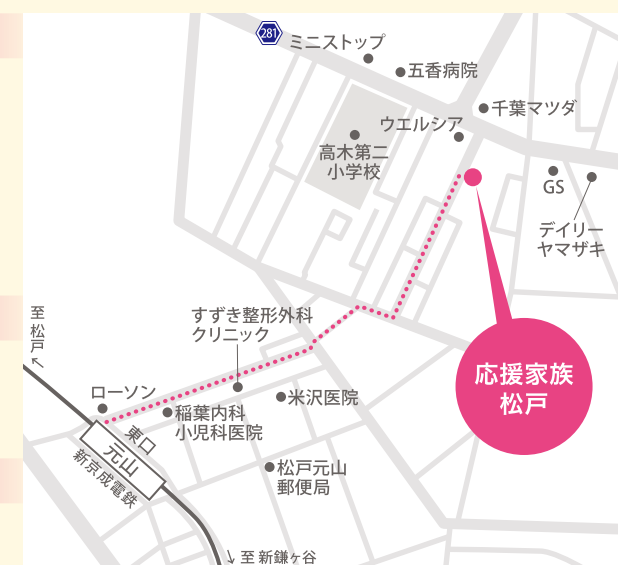 281
ミニストップ
五香病院
千葉マツダ
ウエルシア
高木第二
小学校
GS
デイリー
ヤマザキ
至
松
戸
すずき整形外科
クリニック
応援家族
松戸
ローソン
米沢医院
稲葉内科
小児科医院
東口
元山
新京成電鉄
松戸元山
郵便局
至 新鎌ヶ谷